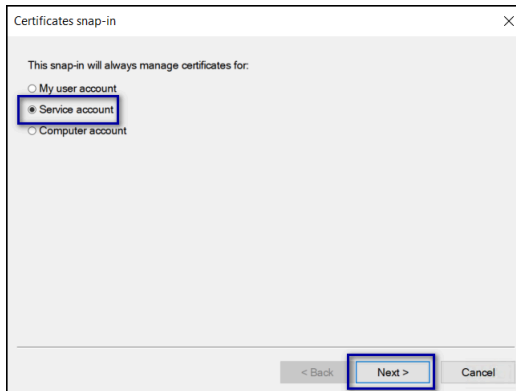 Certificates snap-in
This snap-in will always manage certificates for:
My user account
Service account
Computer account
< Back Next > Cancel